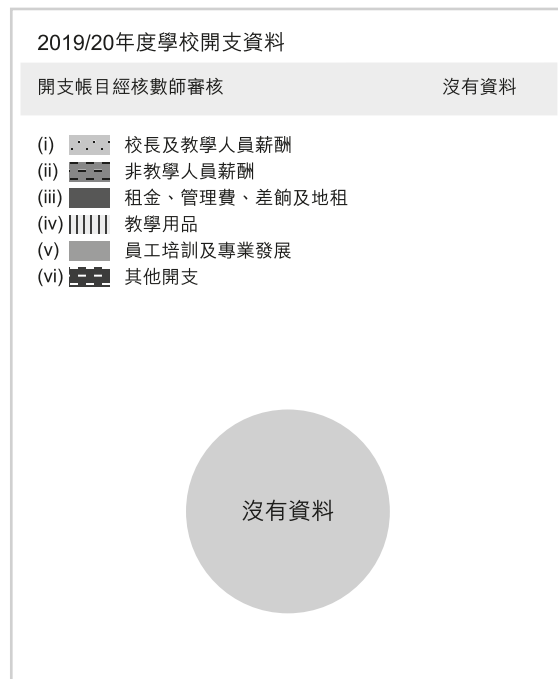 2019/20年度學校開支資料
開支帳目經核數師審核 沒有資料
(i) 校長及教學人員薪酬
(ii) 非教學人員薪酬
(iii) 租金、管理費、差餉及地租
(iv) 教學用品
(v) 員工培訓及專業發展
(vi) 其他開支
沒有資料